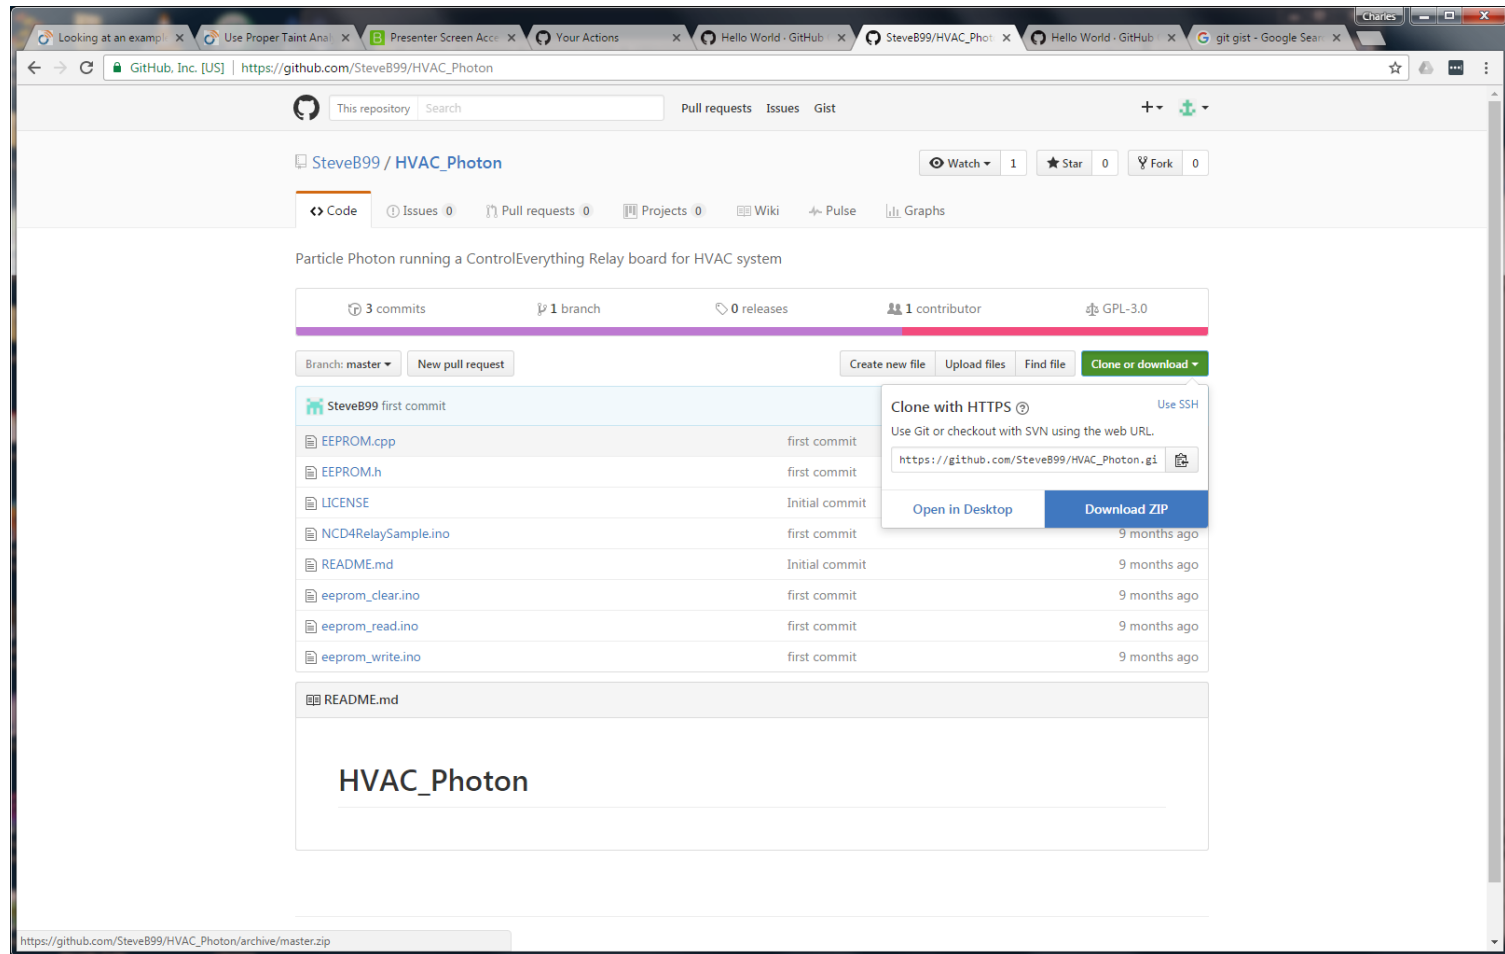 Charles
Looking at an exampl
Use Proper Taint Anal
Presenter Screen Acce
Your Actions
Hello World · GitHub
SteveB99/HVAC_Phot
Hello World · GitHub
git gist - Google Searc
GitHub, Inc. [US] https://github.com/SteveB99/HVAC_Photon
This repository Search Pull requests Issues Gist
SteveB99 / HVAC_Photon
Watch 1 Star 0 Fork 0
Code Issues 0 Pull requests 0 Projects 0 Wiki Pulse Graphs
Particle Photon running a ControlEverything Relay board for HVAC system
3 commits 1 branch 0 releases 1 contributor GPL-3.0
Branch: master New pull request Create new file Upload files Find file Clone or download
SteveB99 first commit
Clone with HTTPS Use SSH
Use Git or checkout with SVN using the web URL.
https://github.com/SteveB99/HVAC_Photon.gi
Open in Desktop Download ZIP
EEPROM.cpp first commit
EEPROM.h first commit
LICENSE Initial commit
NCD4RelaySample.ino first commit 9 months ago
README.md Initial commit 9 months ago
eeprom_clear.ino first commit 9 months ago
eeprom_read.ino first commit 9 months ago
eeprom_write.ino first commit 9 months ago
README.md
HVAC_Photon
https://github.com/SteveB99/HVAC_Photon/archive/master.zip